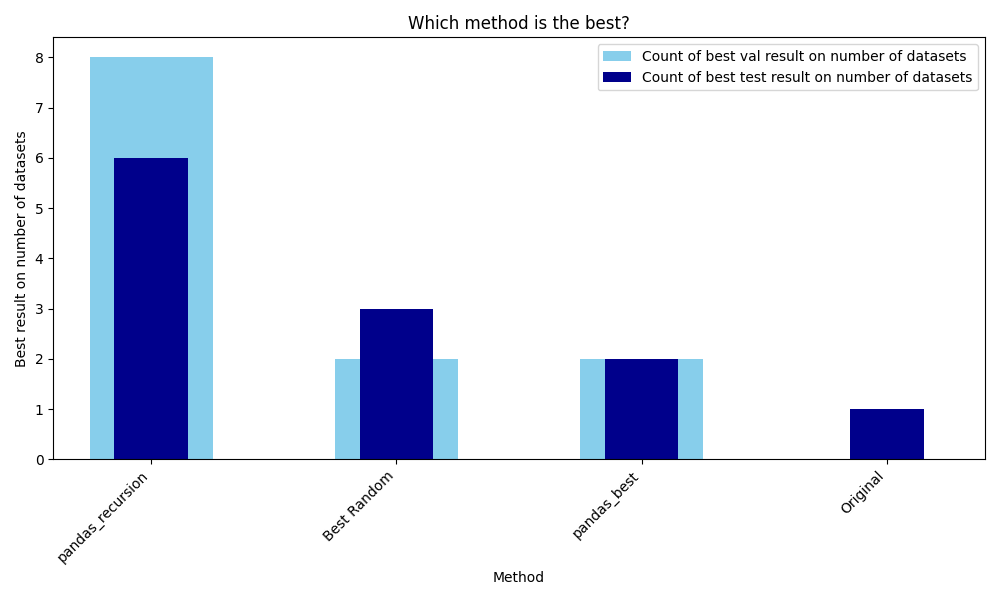 Which method is the best?
Count of best val result on number of datasets
Count of best test result on number of datasets
Best result on number of datasets
8
7
6
5
4
3
2
1
0
pandas_recursion
Best Random
pandas_best
Original
Method